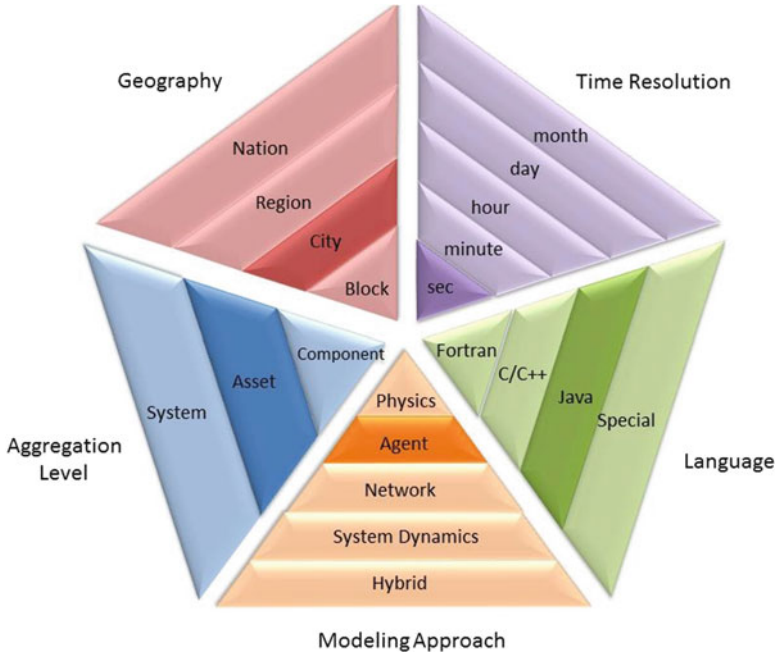 Geography
Nation
Region
City
Block
Time Resolution
month
day
hour
minute
sec
Aggregation
Level
System
Asset
Component
Language
Fortran
C/C++
Java
Special
Physics
Agent
Network
System Dynamics
Hybrid
Modeling Approach